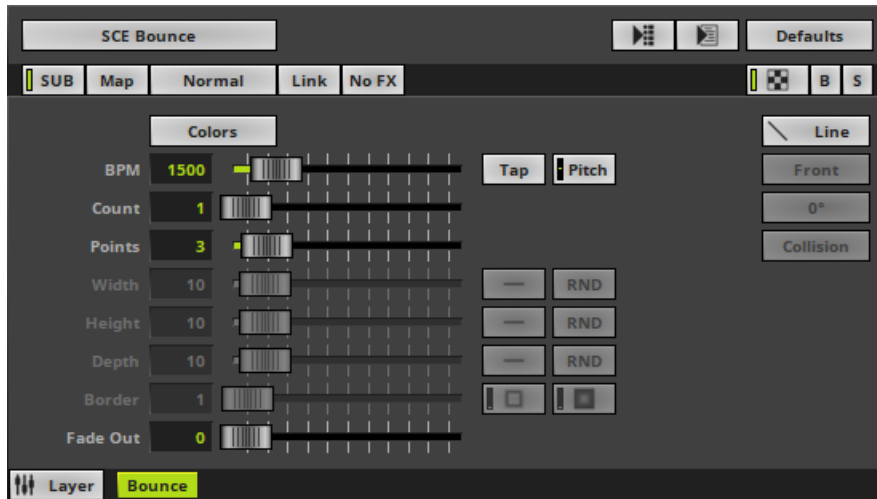 SCE Bounce Defaults
SUB Map Normal Link No FX B S
Colors Line
BPM 1500 Tap Pitch Front
Count 1 0°
Points 3 Collision
Width 10 RND
Height 10 RND
Depth 10 RND
Border 1
Fade Out 0
Layer Bounce